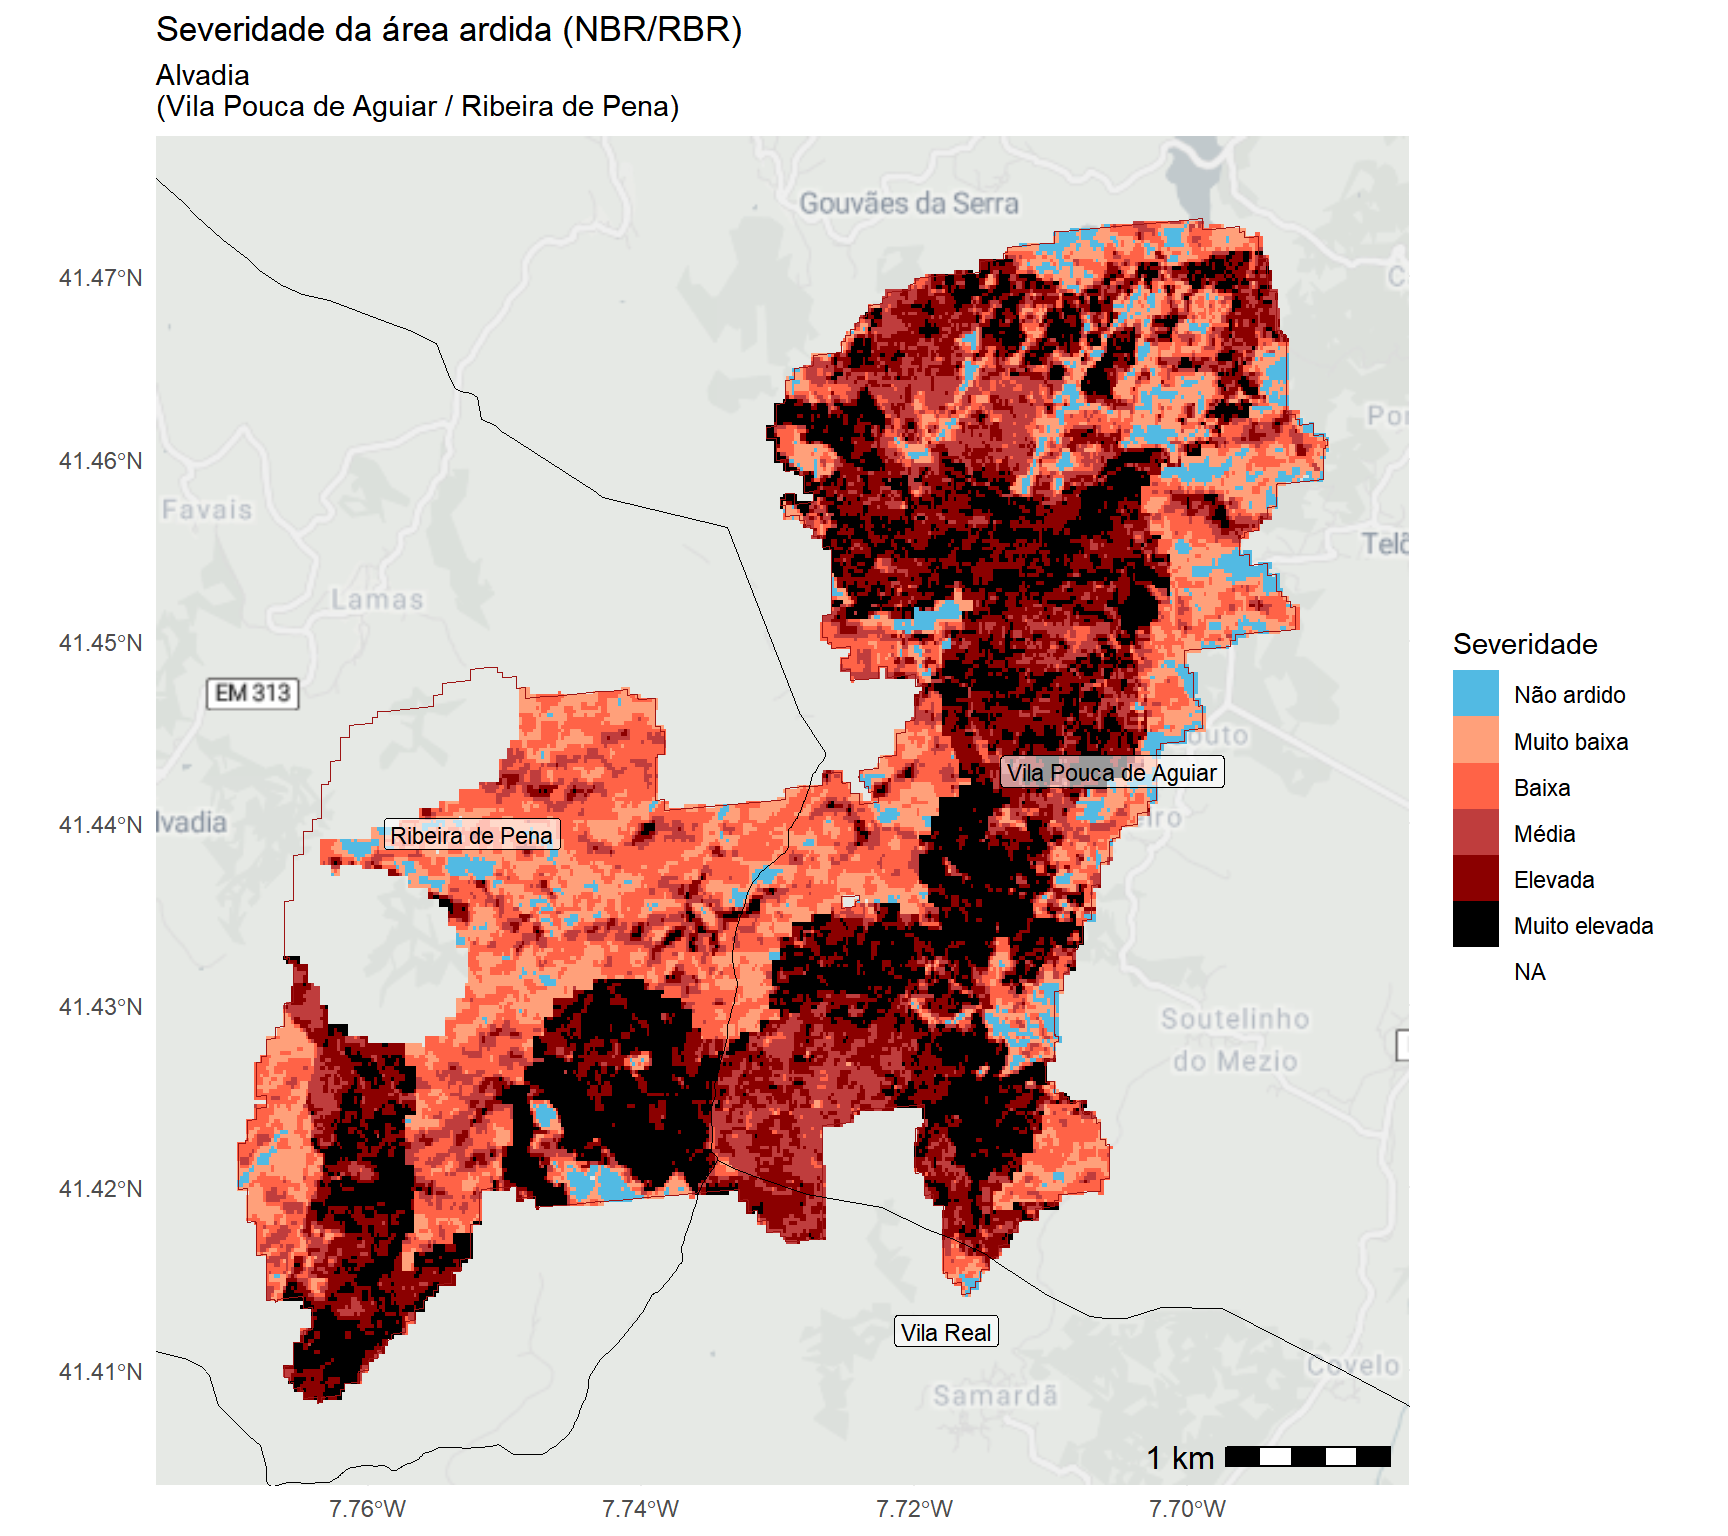 Severidade da área ardida (NBR/RBR)
Alvadia
(Vila Pouca de Aguiar / Ribeira de Pena)
Gouvães da Serra
41.47°N
C
Por
41.46°N
Favais
Telõ
Lamas
41.45°N
Severidade
EM 313
Não ardido
outo
Muito baixa
Vila Pouca de Aguiar
Baixa
41.44°N
lvadia
Ribeira de Pena
iro
Média
Elevada
Muito elevada
NA
41.43°N
Soutelinho
do Mezio
41.42°N
Vila Real
41.41°N
Covelo
Samardã
1 km
7.76°W
7.74°W
7.72°W
7.70°W